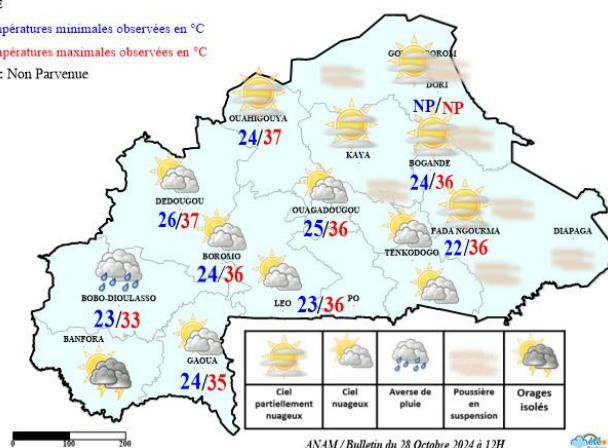 pératures minimales observées en °C
pératures maximales observées en °C
: Non Parvenue
DORI
NP/NP
OUAHIGOUYA
24/37
KAYA
BOGANDE
24/36
DEDOUGOU
26/37
OUAGADOUGOU
25/36
FADA NGOURMA
22/36
DIAPAGA
BOROMO
24/36
TENKODOGO
BOBO-DIOULASSO
23/33
LEO
23/36
PO
BANFORA
GAOUA
24/35
Ciel partiellement nuageux
Ciel nuageux
Averse de pluie
Poussière en suspension
Orages isolés
0
100
200
ANAM / Bulletin du 28 Octobre 2024 à 12H